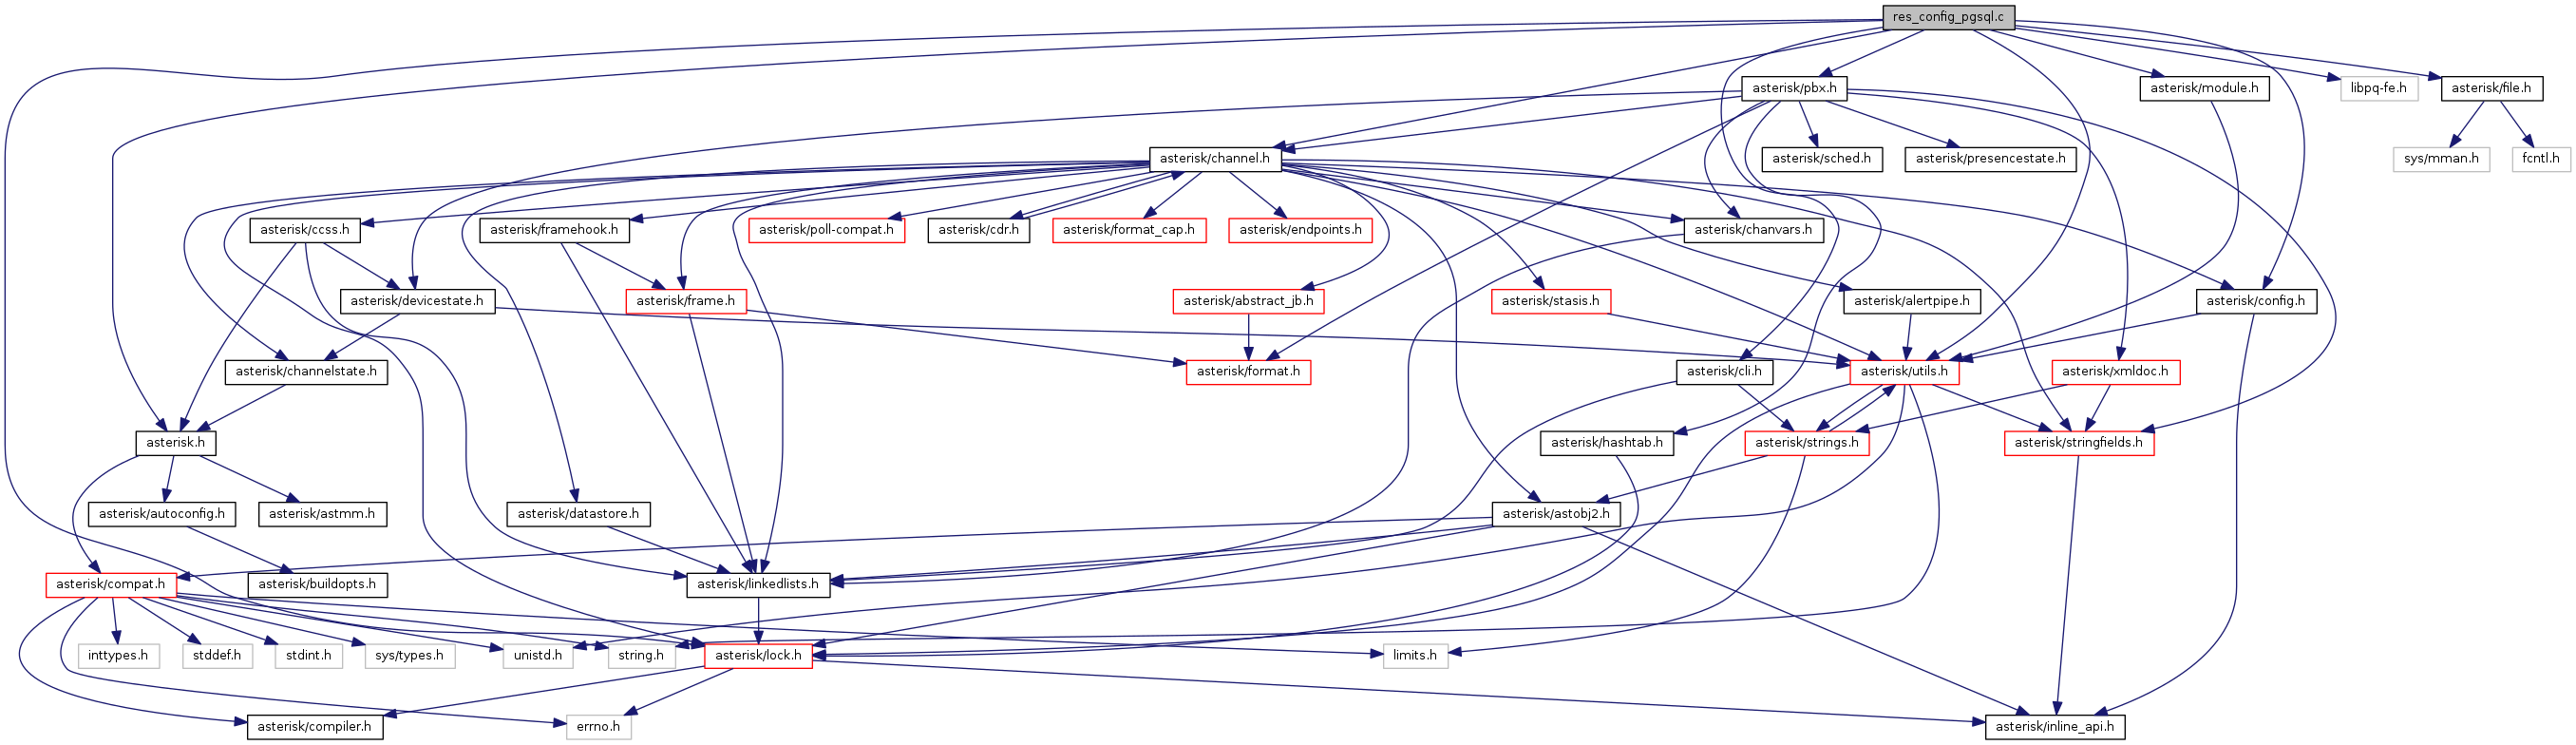 res_config_pgsql.c
asterisk/pbx.h
asterisk/module.h
libpq-fe.h
asterisk/file.h
asterisk/channel.h
asterisk/sched.h
asterisk/presencestate.h
sys/mman.h
fcntl.h
asterisk/ccss.h
asterisk/framehook.h
asterisk/poll-compat.h
asterisk/cdr.h
asterisk/format_cap.h
asterisk/endpoints.h
asterisk/chanvars.h
asterisk/devicestate.h
asterisk/frame.h
asterisk/abstract_jb.h
asterisk/stasis.h
asterisk/alertpipe.h
asterisk/config.h
asterisk/channelstate.h
asterisk/format.h
asterisk/cli.h
asterisk/utils.h
asterisk/xmldoc.h
asterisk.h
asterisk/hashtab.h
asterisk/strings.h
asterisk/stringfields.h
asterisk/autoconfig.h
asterisk/astmm.h
asterisk/datastore.h
asterisk/astobj2.h
asterisk/compat.h
asterisk/buildopts.h
asterisk/linkedlists.h
inttypes.h
stddef.h
stdint.h
sys/types.h
unistd.h
string.h
asterisk/lock.h
limits.h
asterisk/compiler.h
errno.h
asterisk/inline_api.h